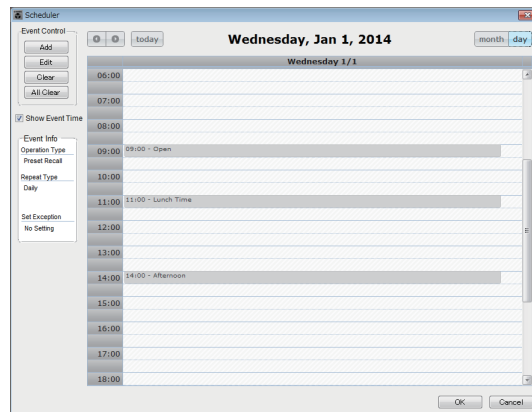 Scheduler
Event Control
Add
Edit
Clear
All Clear
Show Event Time
Event Info
Operation Type
Preset Recall
Repeat Type
Daily
Set Exception
No Setting
today
Wednesday, Jan 1, 2014
month day
Wednesday 1/1
06:00
07:00
08:00
09:00 09:00 - Open
10:00
11:00 11:00 - Lunch Time
12:00
13:00
14:00 14:00 - Afternoon
15:00
16:00
17:00
18:00
OK Cancel